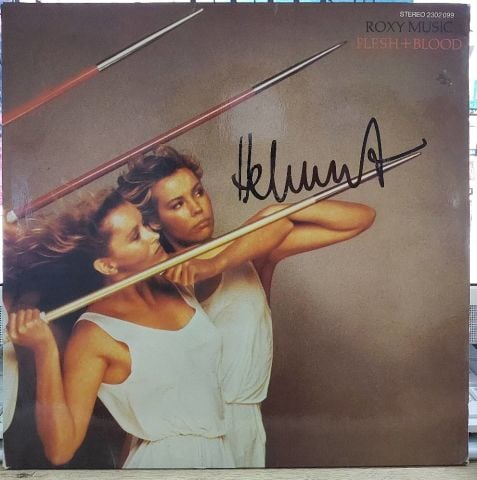 STEREO 2302 099
ROXY MUSIC
FLESH+BLOOD
Helmut